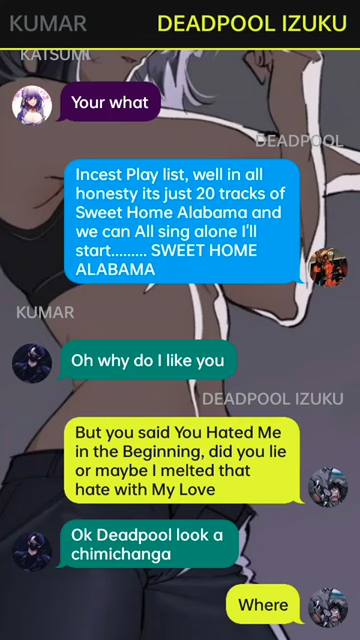 KUMAR
DEADPOOL IZUKU
KATSUMI
Your what
DEADPOOL
Incest Play list, well in all
honesty its just 20 tracks of
Sweet Home Alabama and
we can All sing alone I'll
start......... SWEET HOME
ALABAMA
KUMAR
Oh why do I like you
DEADPOOL IZUKU
But you said You Hated Me
in the Beginning, did you lie
or maybe I melted that
hate with My Love
Ok Deadpool look a
chimichanga
Where